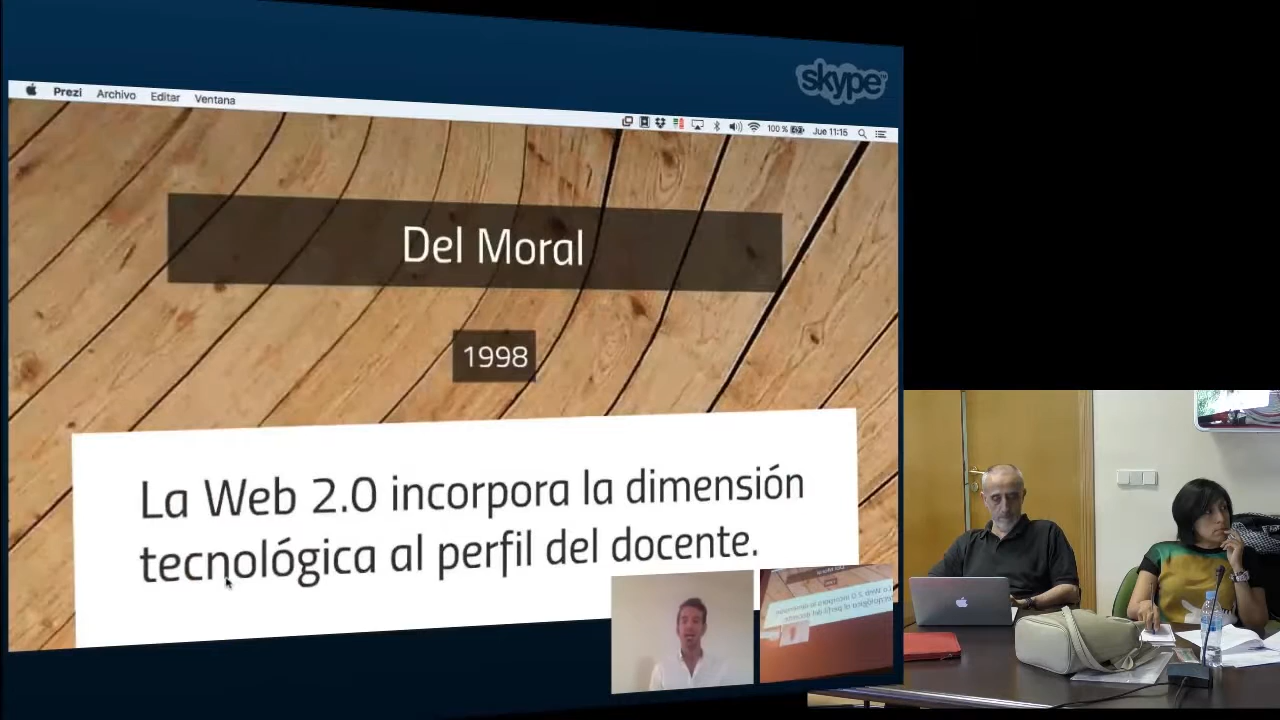 skype™
Prezi Archivo Editar Ventana
100 % Jue 11:15
Del Moral
1998
La Web 2.0 incorpora la dimensión
tecnológica al perfil del docente.